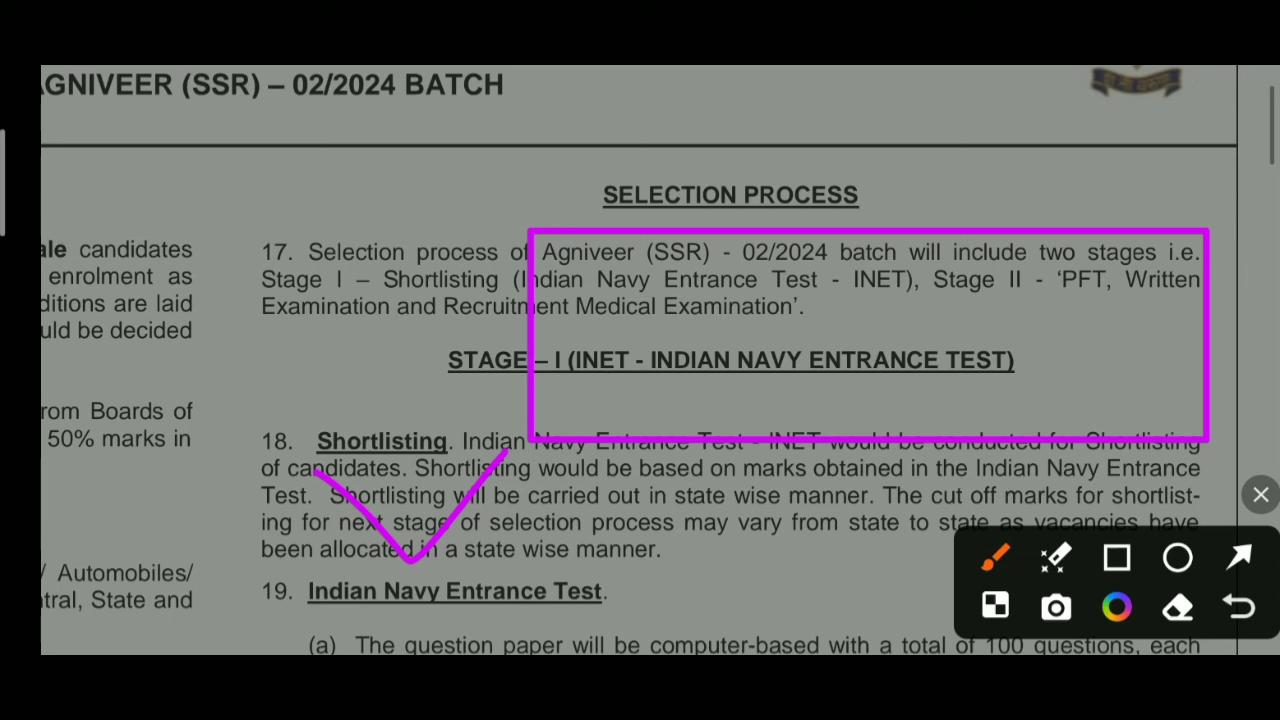 AGNIVEER (SSR) – 02/2024 BATCH
ale candidates
enrolment as
ditions are laid
uld be decided
rom Boards of
50% marks in
/ Automobiles/
ntral, State and
SELECTION PROCESS
17. Selection process of Agniveer (SSR) - 02/2024 batch will include two stages i.e.
Stage I – Shortlisting (Indian Navy Entrance Test - INET), Stage II - ‘PFT, Written
Examination and Recruitment Medical Examination’.
STAGE – I (INET - INDIAN NAVY ENTRANCE TEST)
18. Shortlisting. Indian Navy Entrance Test - INET would be conducted for Shortlisting
of candidates. Shortlisting would be based on marks obtained in the Indian Navy Entrance
Test. Shortlisting will be carried out in state wise manner. The cut off marks for shortlist-
ing for next stage of selection process may vary from state to state as vacancies have
been allocated in a state wise manner.
19. Indian Navy Entrance Test.
(a) The question paper will be computer-based with a total of 100 questions, each